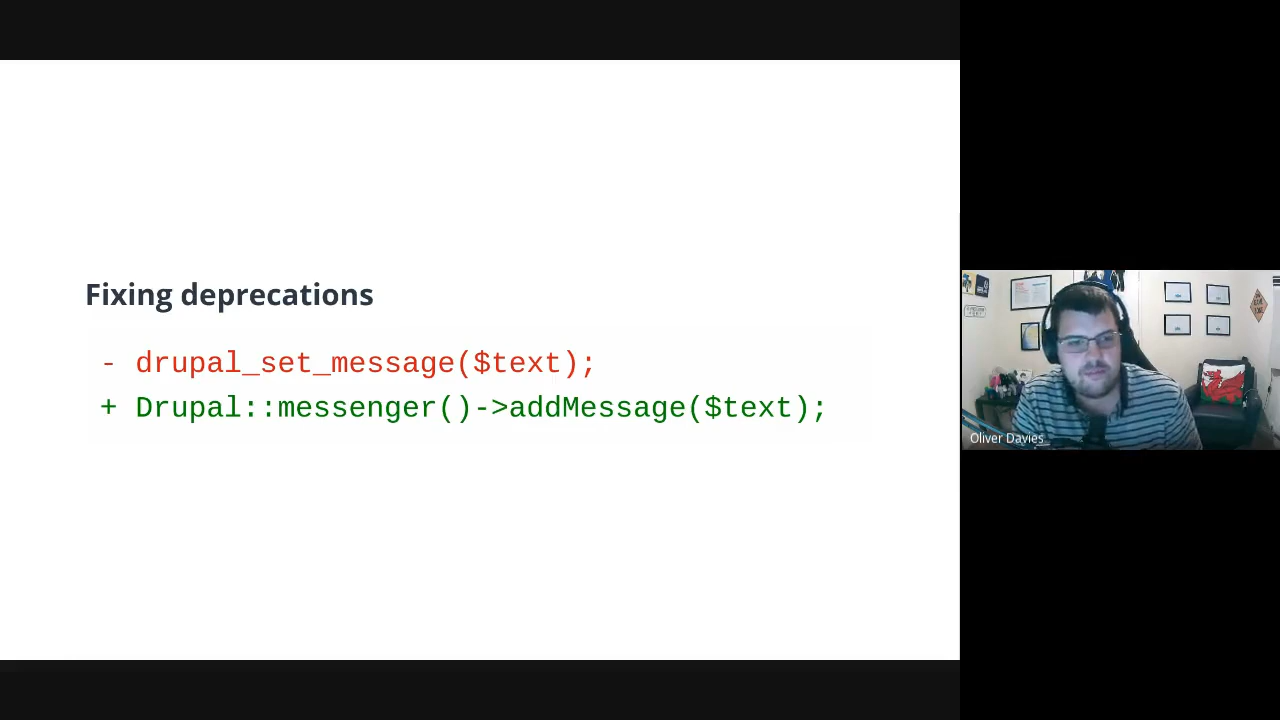 Fixing deprecations
- drupal_set_message($text);
+ Drupal::messenger()->addMessage($text);
Oliver Davies